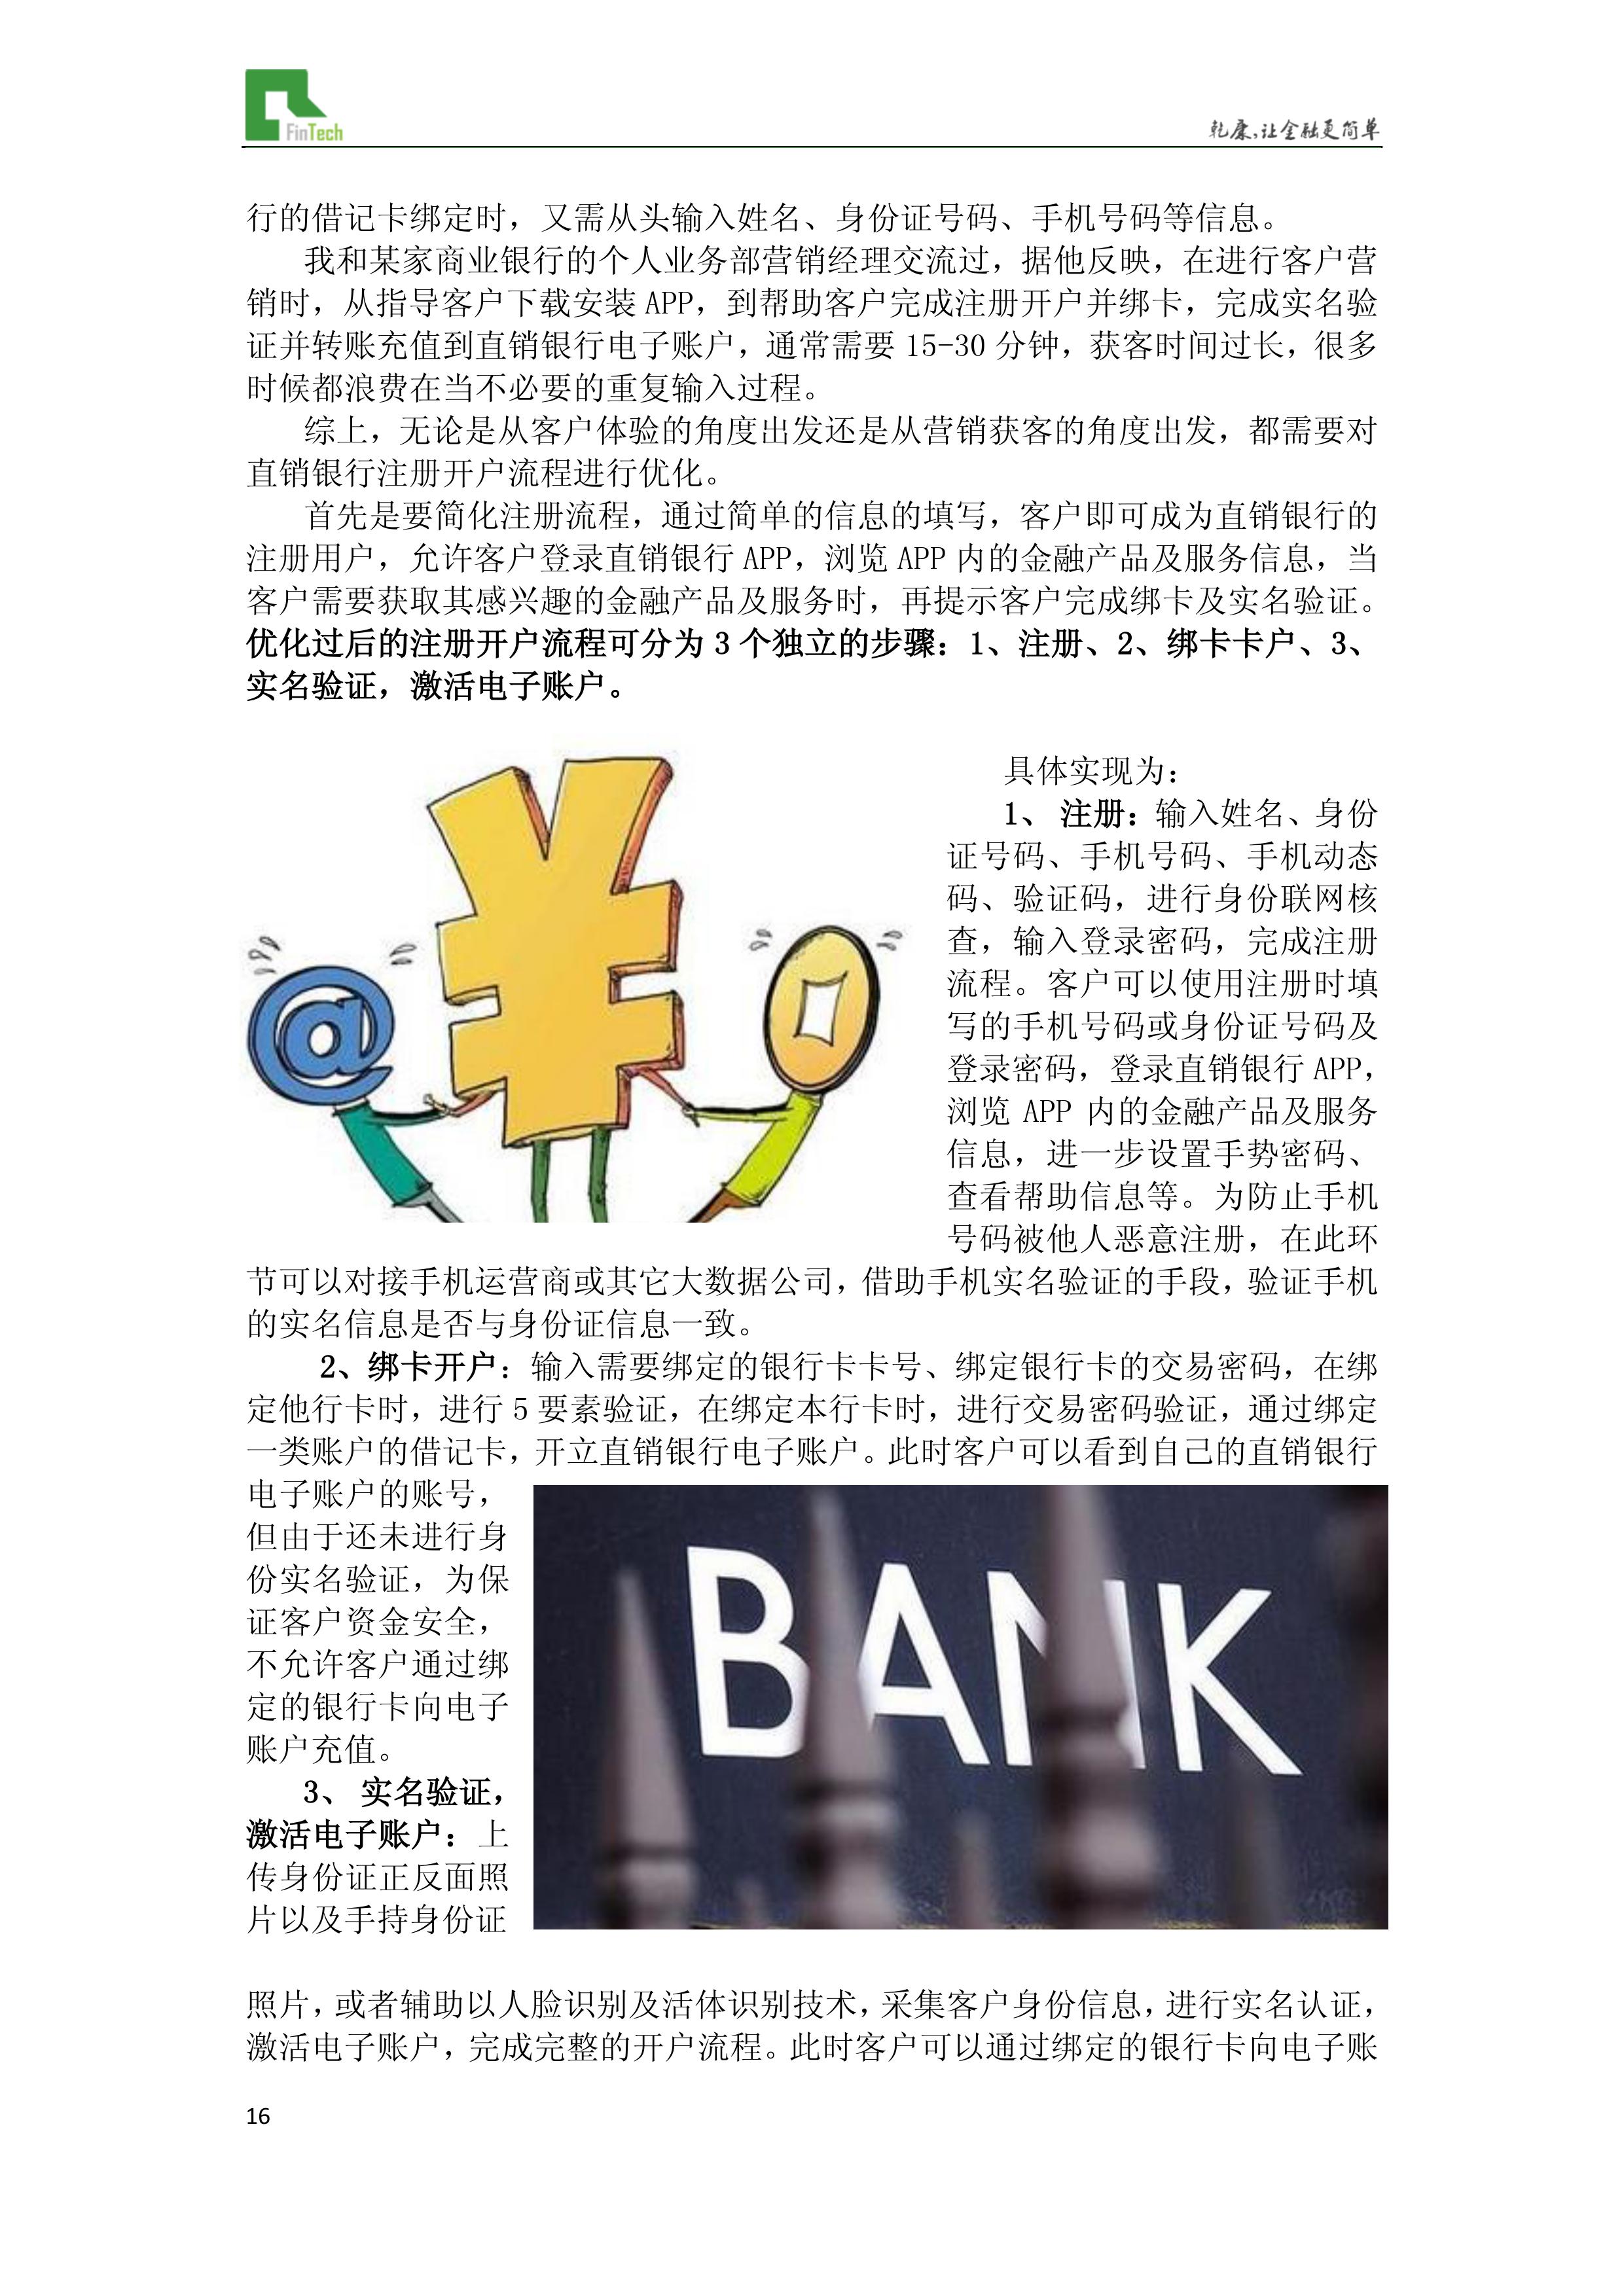 FinTech
乾康,让金融更简单
行的借记卡绑定时，又需从头输入姓名、身份证号码、手机号码等信息。
我和某家商业银行的个人业务部营销经理交流过，据他反映，在进行客户营
销时，从指导客户下载安装 APP，到帮助客户完成注册开户并绑卡，完成实名验
证并转账充值到直销银行电子账户，通常需要 15-30 分钟，获客时间过长，很多
时候都浪费在当不必要的重复输入过程。
综上，无论是从客户体验的角度出发还是从营销获客的角度出发，都需要对
直销银行注册开户流程进行优化。
首先是要简化注册流程，通过简单的信息的填写，客户即可成为直销银行的
注册用户，允许客户登录直销银行 APP，浏览 APP 内的金融产品及服务信息，当
客户需要获取其感兴趣的金融产品及服务时，再提示客户完成绑卡及实名验证。
优化过后的注册开户流程可分为 3 个独立的步骤：1、注册、2、绑卡卡户、3、
实名验证，激活电子账户。
具体实现为：
1、 注册：输入姓名、身份
证号码、手机号码、手机动态
码、验证码，进行身份联网核
查，输入登录密码，完成注册
流程。客户可以使用注册时填
写的手机号码或身份证号码及
登录密码，登录直销银行 APP，
浏览 APP 内的金融产品及服务
信息，进一步设置手势密码、
查看帮助信息等。为防止手机
号码被他人恶意注册，在此环
节可以对接手机运营商或其它大数据公司，借助手机实名验证的手段，验证手机
的实名信息是否与身份证信息一致。
2、绑卡开户：输入需要绑定的银行卡卡号、绑定银行卡的交易密码，在绑
定他行卡时，进行 5 要素验证，在绑定本行卡时，进行交易密码验证，通过绑定
一类账户的借记卡，开立直销银行电子账户。此时客户可以看到自己的直销银行
电子账户的账号，
但由于还未进行身
份实名验证，为保
证客户资金安全，
不允许客户通过绑
定的银行卡向电子
账户充值。
3、 实名验证，
激活电子账户：上
传身份证正反面照
片以及手持身份证
BANK
照片，或者辅助以人脸识别及活体识别技术，采集客户身份信息，进行实名认证，
激活电子账户，完成完整的开户流程。此时客户可以通过绑定的银行卡向电子账
16